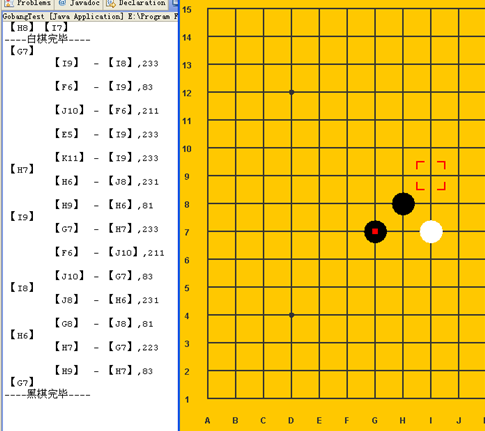 Problems @ Javadoc Declaration
GobangTest [Java Application] E:\Program F
【H8】【I7】
----白棋完毕----
【G7】
【I9】 - 【I8】,233
【F6】 - 【I9】,83
【J10】 - 【F6】,211
【E5】 - 【I9】,233
【K11】 - 【I9】,233
【H7】
【H6】 - 【J8】,231
【H9】 - 【H6】,81
【I9】
【G7】 - 【H7】,233
【F6】 - 【J10】,211
【J10】 - 【G7】,83
【I8】
【J8】 - 【H6】,231
【G8】 - 【J8】,81
【H6】
【H7】 - 【G7】,223
【H9】 - 【H7】,83
【G7】
----黑棋完毕----
15
14
13
12
11
10
9
8
7
6
5
4
3
2
1
A B C D E F G H I J